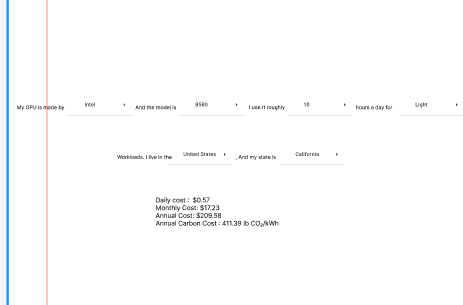 My GPU is made by Intel And the model is B580 I use it roughly 10 hours a day for Light
Workloads. I live in the United States , And my state is California
Daily cost : $0.57
Monthly Cost: $17.23
Annual Cost: $209.58
Annual Carbon Cost : 411.39 lb CO₂/kWh